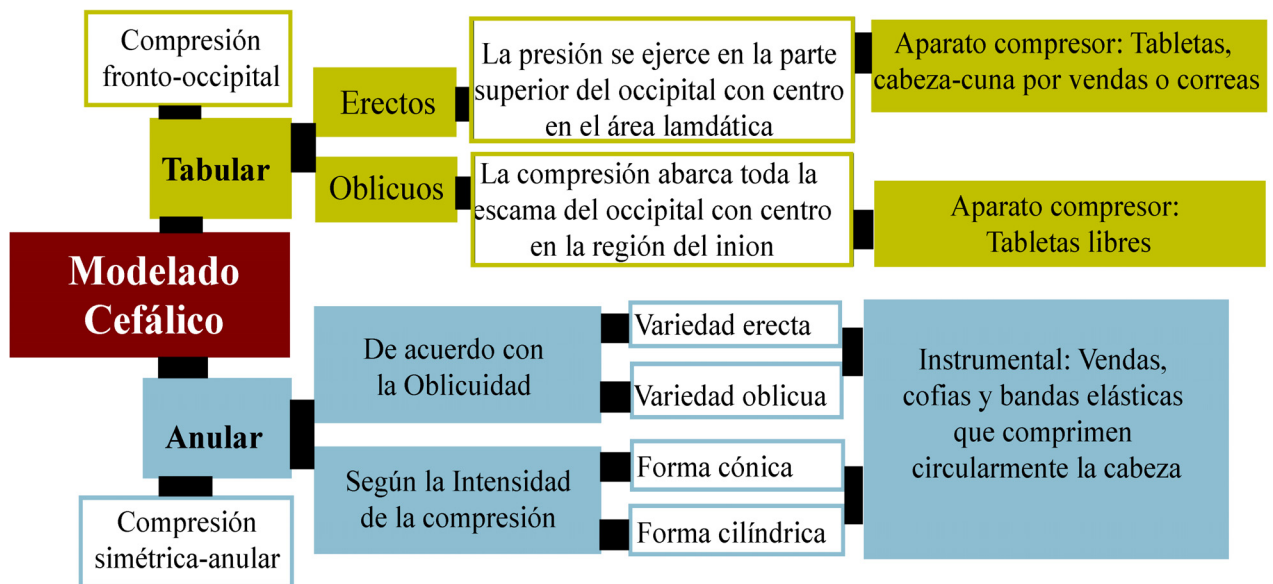 Compresión
fronto-occipital
Tabular
Erectos
La presión se ejerce en la parte
superior del occipital con centro
en el área lamdática
Aparato compresor: Tabletas,
cabeza-cuna por vendas o correas
Oblicuos
La compresión abarca toda la
escama del occipital con centro
en la región del inion
Aparato compresor:
Tabletas libres
Modelado
Cefálico
Anular
Compresión
simétrica-anular
De acuerdo con
la Oblicuidad
Variedad erecta
Variedad oblicua
Según la Intensidad
de la compresión
Forma cónica
Forma cilíndrica
Instrumental: Vendas,
cofias y bandas elásticas
que comprimen
circularmente la cabeza